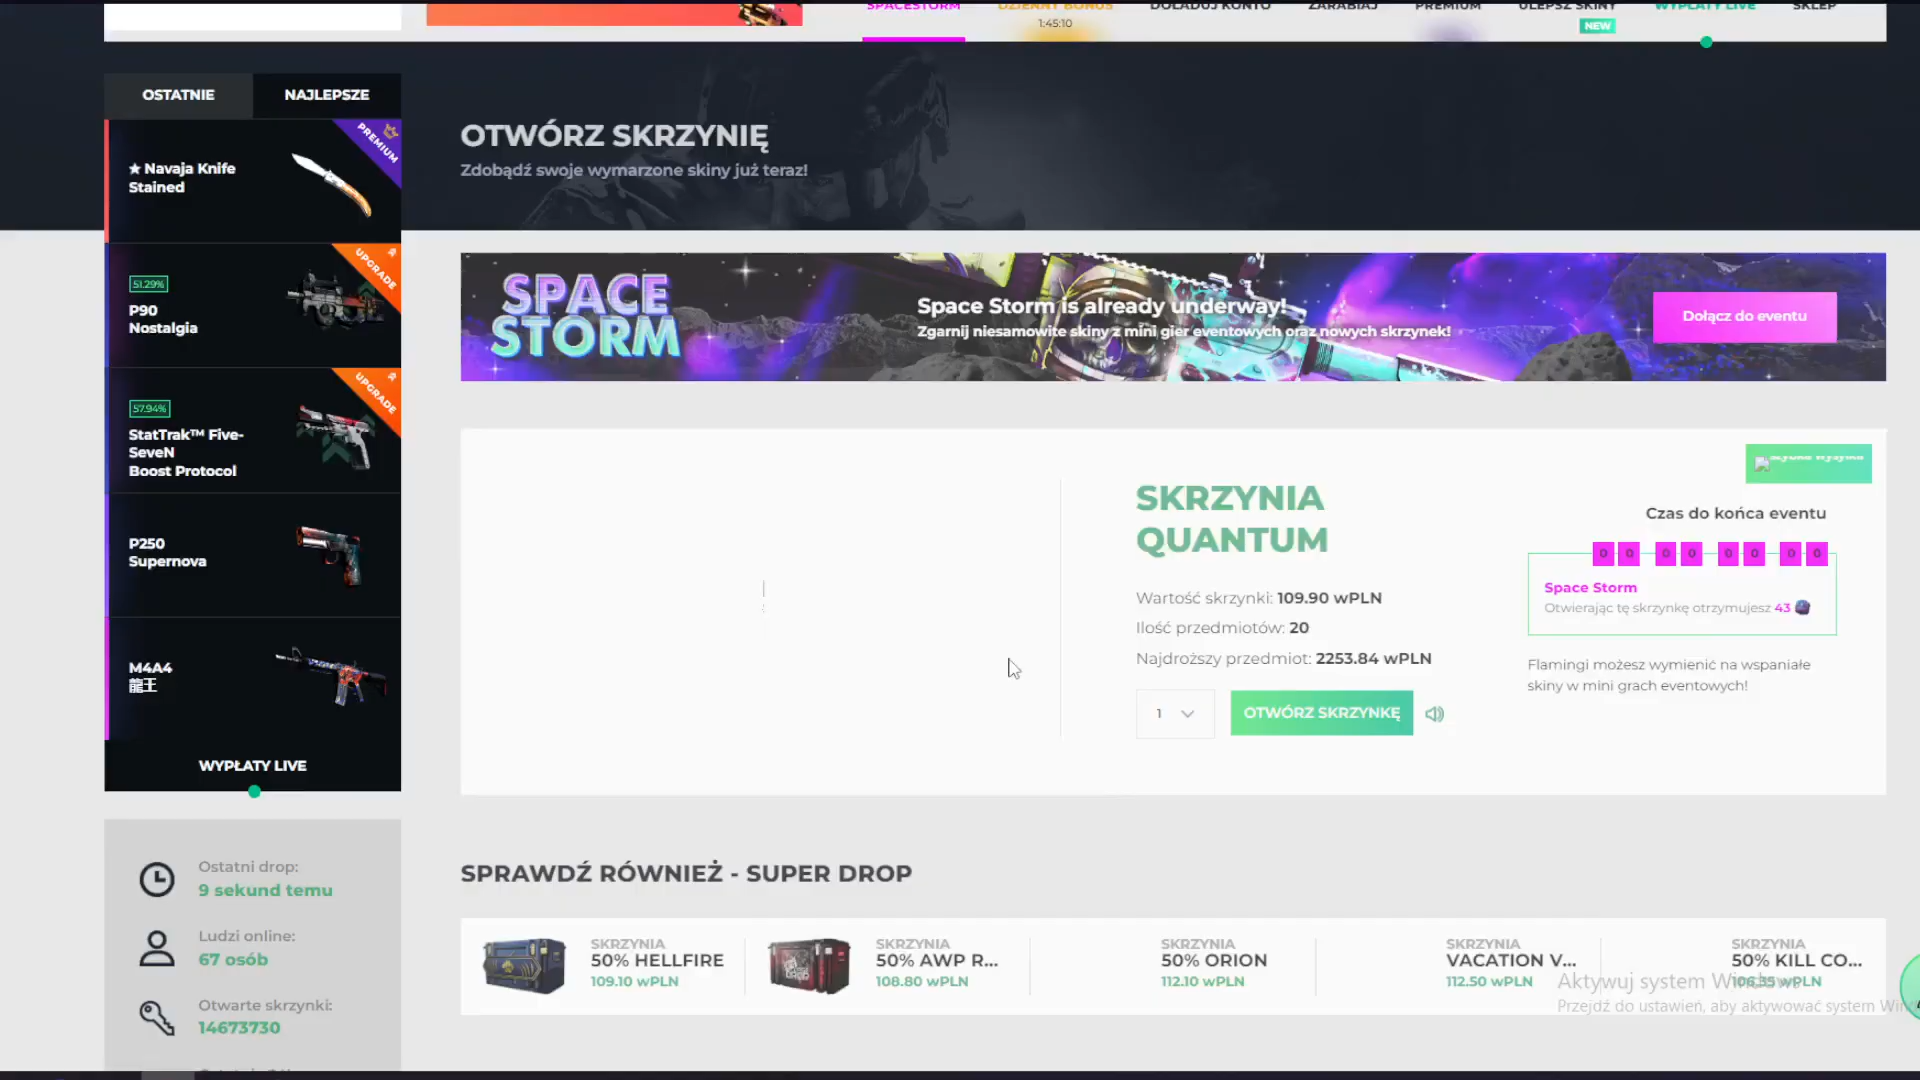 SPACESTORM
DZIENNY BONUS
1:45:10
DOŁADUJ KONTO
ZARABIAJ
PREMIUM
ULEPSZ SKINY
NEW
WYPŁATY LIVE
SKLEP
OSTATNIE
NAJLEPSZE
PREMIUM
★ Navaja Knife
Stained
UPGRADE
51.29%
P90
Nostalgia
UPGRADE
57.94%
StatTrak™ Five-
SeveN
Boost Protocol
P250
Supernova
M4A4
龍王
WYPŁATY LIVE
Ostatni drop:
9 sekund temu
Ludzi online:
67 osób
Otwarte skrzynki:
14673730
OTWÓRZ SKRZYNIĘ
Zdobądź swoje wymarzone skiny już teraz!
SPACE
STORM
Space Storm is already underway!
Zgarnij niesamowite skiny z mini gier eventowych oraz nowych skrzynek!
Dołącz do eventu
SKRZYNIA
QUANTUM
Wartość skrzynki: 109.90 wPLN
Ilość przedmiotów: 20
Najdroższy przedmiot: 2253.84 wPLN
1
OTWÓRZ SKRZYNKĘ
Czas do końca eventu
0 0 0 0 0 0 0 0
Space Storm
Otwierając tę skrzynkę otrzymujesz 43
Flamingi możesz wymienić na wspaniałe
skiny w mini grach eventowych!
SPRAWDŹ RÓWNIEŻ - SUPER DROP
SKRZYNIA
50% HELLFIRE
109.10 wPLN
SKRZYNIA
50% AWP R...
108.80 wPLN
SKRZYNIA
50% ORION
112.10 wPLN
SKRZYNIA
VACATION V...
112.50 wPLN
SKRZYNIA
50% KILL CO...
106.35 wPLN
Aktywuj system Windows
Przejdź do ustawień, aby aktywować system Win